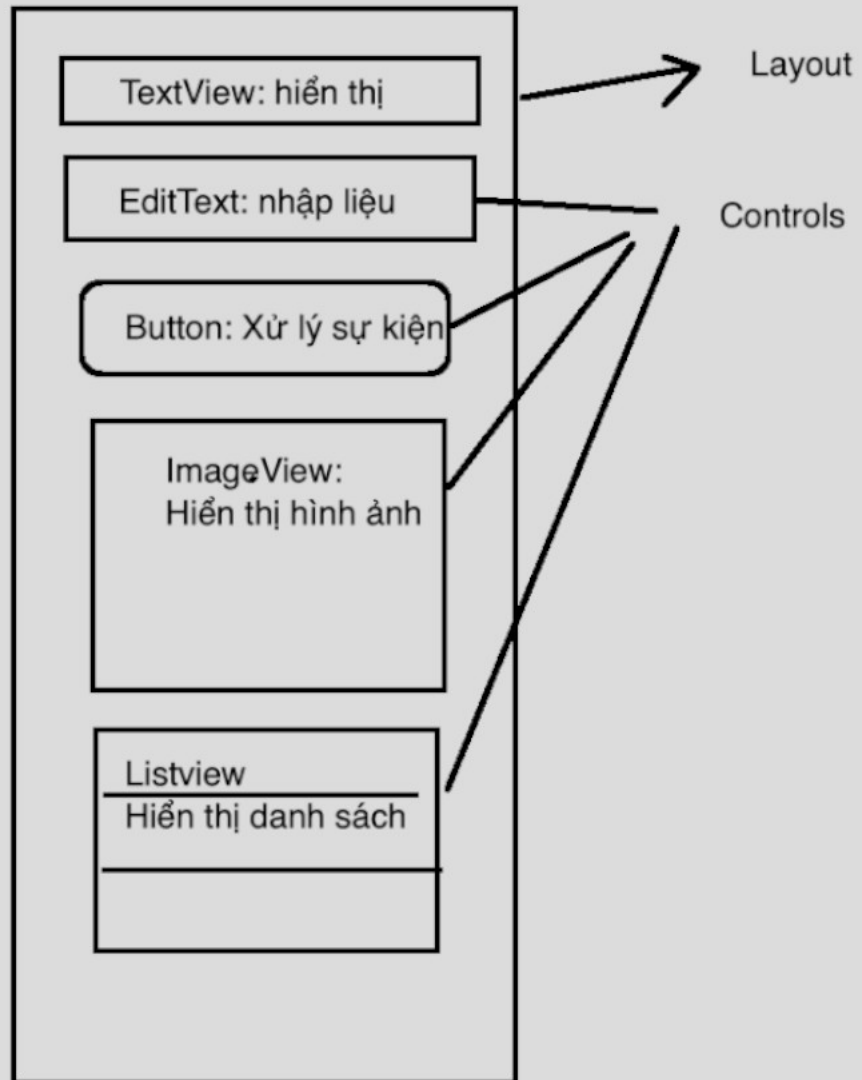 TextView: hiển thị
Layout
EditText: nhập liệu
Controls
Button: Xử lý sự kiện
ImageView:
Hiển thị hình ảnh
Listview
Hiển thị danh sách